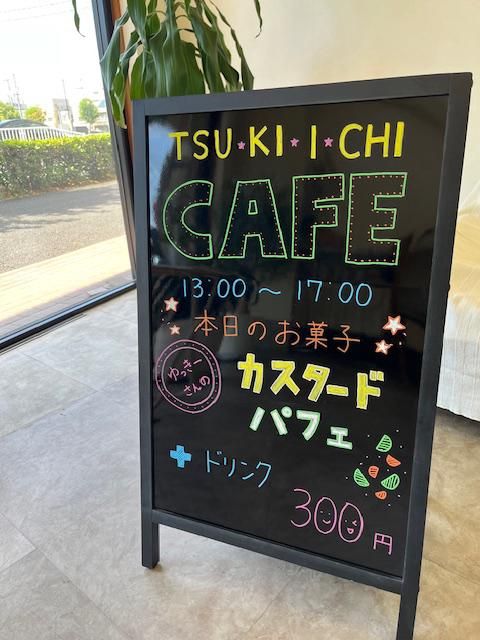 TSU★KI★I★CHI
CAFE
13:00～17:00
本日のお菓子
ゆっきー
さんの
カスタード
パフェ
+ドリンク
300円